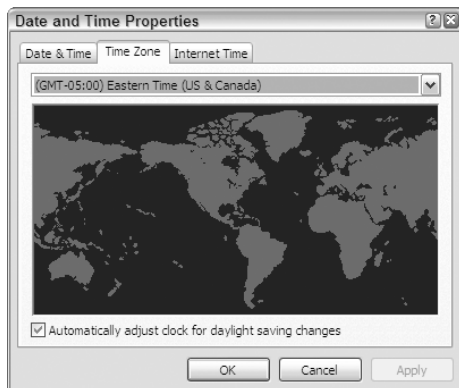 Date and Time Properties
Date & Time Time Zone Internet Time
(GMT-05:00) Eastern Time (US & Canada)
Automatically adjust clock for daylight saving changes
OK Cancel Apply